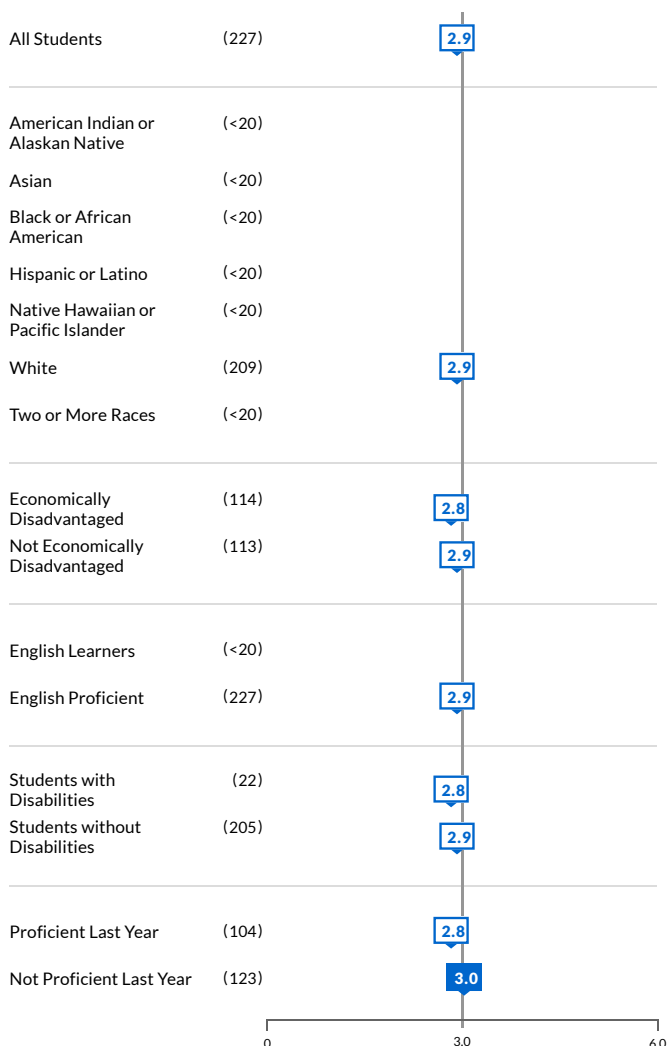 All Students (227) 2.9
American Indian or (<20)
Alaskan Native
Asian (<20)
Black or African (<20)
American
Hispanic or Latino (<20)
Native Hawaiian or (<20)
Pacific Islander
White (209) 2.9
Two or More Races (<20)
Economically (114) 2.8
Disadvantaged
Not Economically (113) 2.9
Disadvantaged
English Learners (<20)
English Proficient (227) 2.9
Students with (22) 2.8
Disabilities
Students without (205) 2.9
Disabilities
Proficient Last Year (104) 2.8
Not Proficient Last Year (123) 3.0
0 3.0 6.0